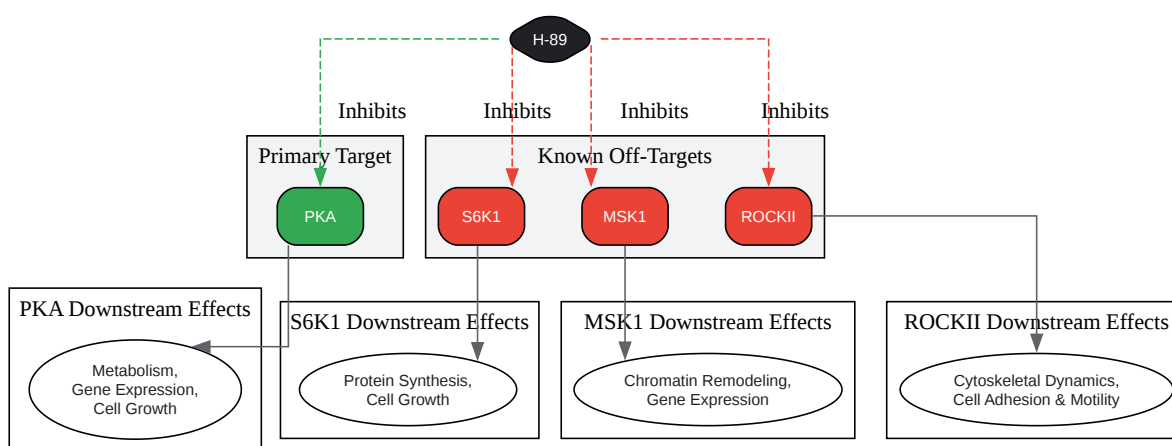 H-89
Inhibits
Inhibits
Inhibits
Inhibits
Primary Target
Known Off-Targets
PKA
S6K1
MSK1
ROCKII
PKA Downstream Effects
S6K1 Downstream Effects
MSK1 Downstream Effects
ROCKII Downstream Effects
Metabolism,
Gene Expression,
Cell Growth
Protein Synthesis,
Cell Growth
Chromatin Remodeling,
Gene Expression
Cytoskeletal Dynamics,
Cell Adhesion & Motility